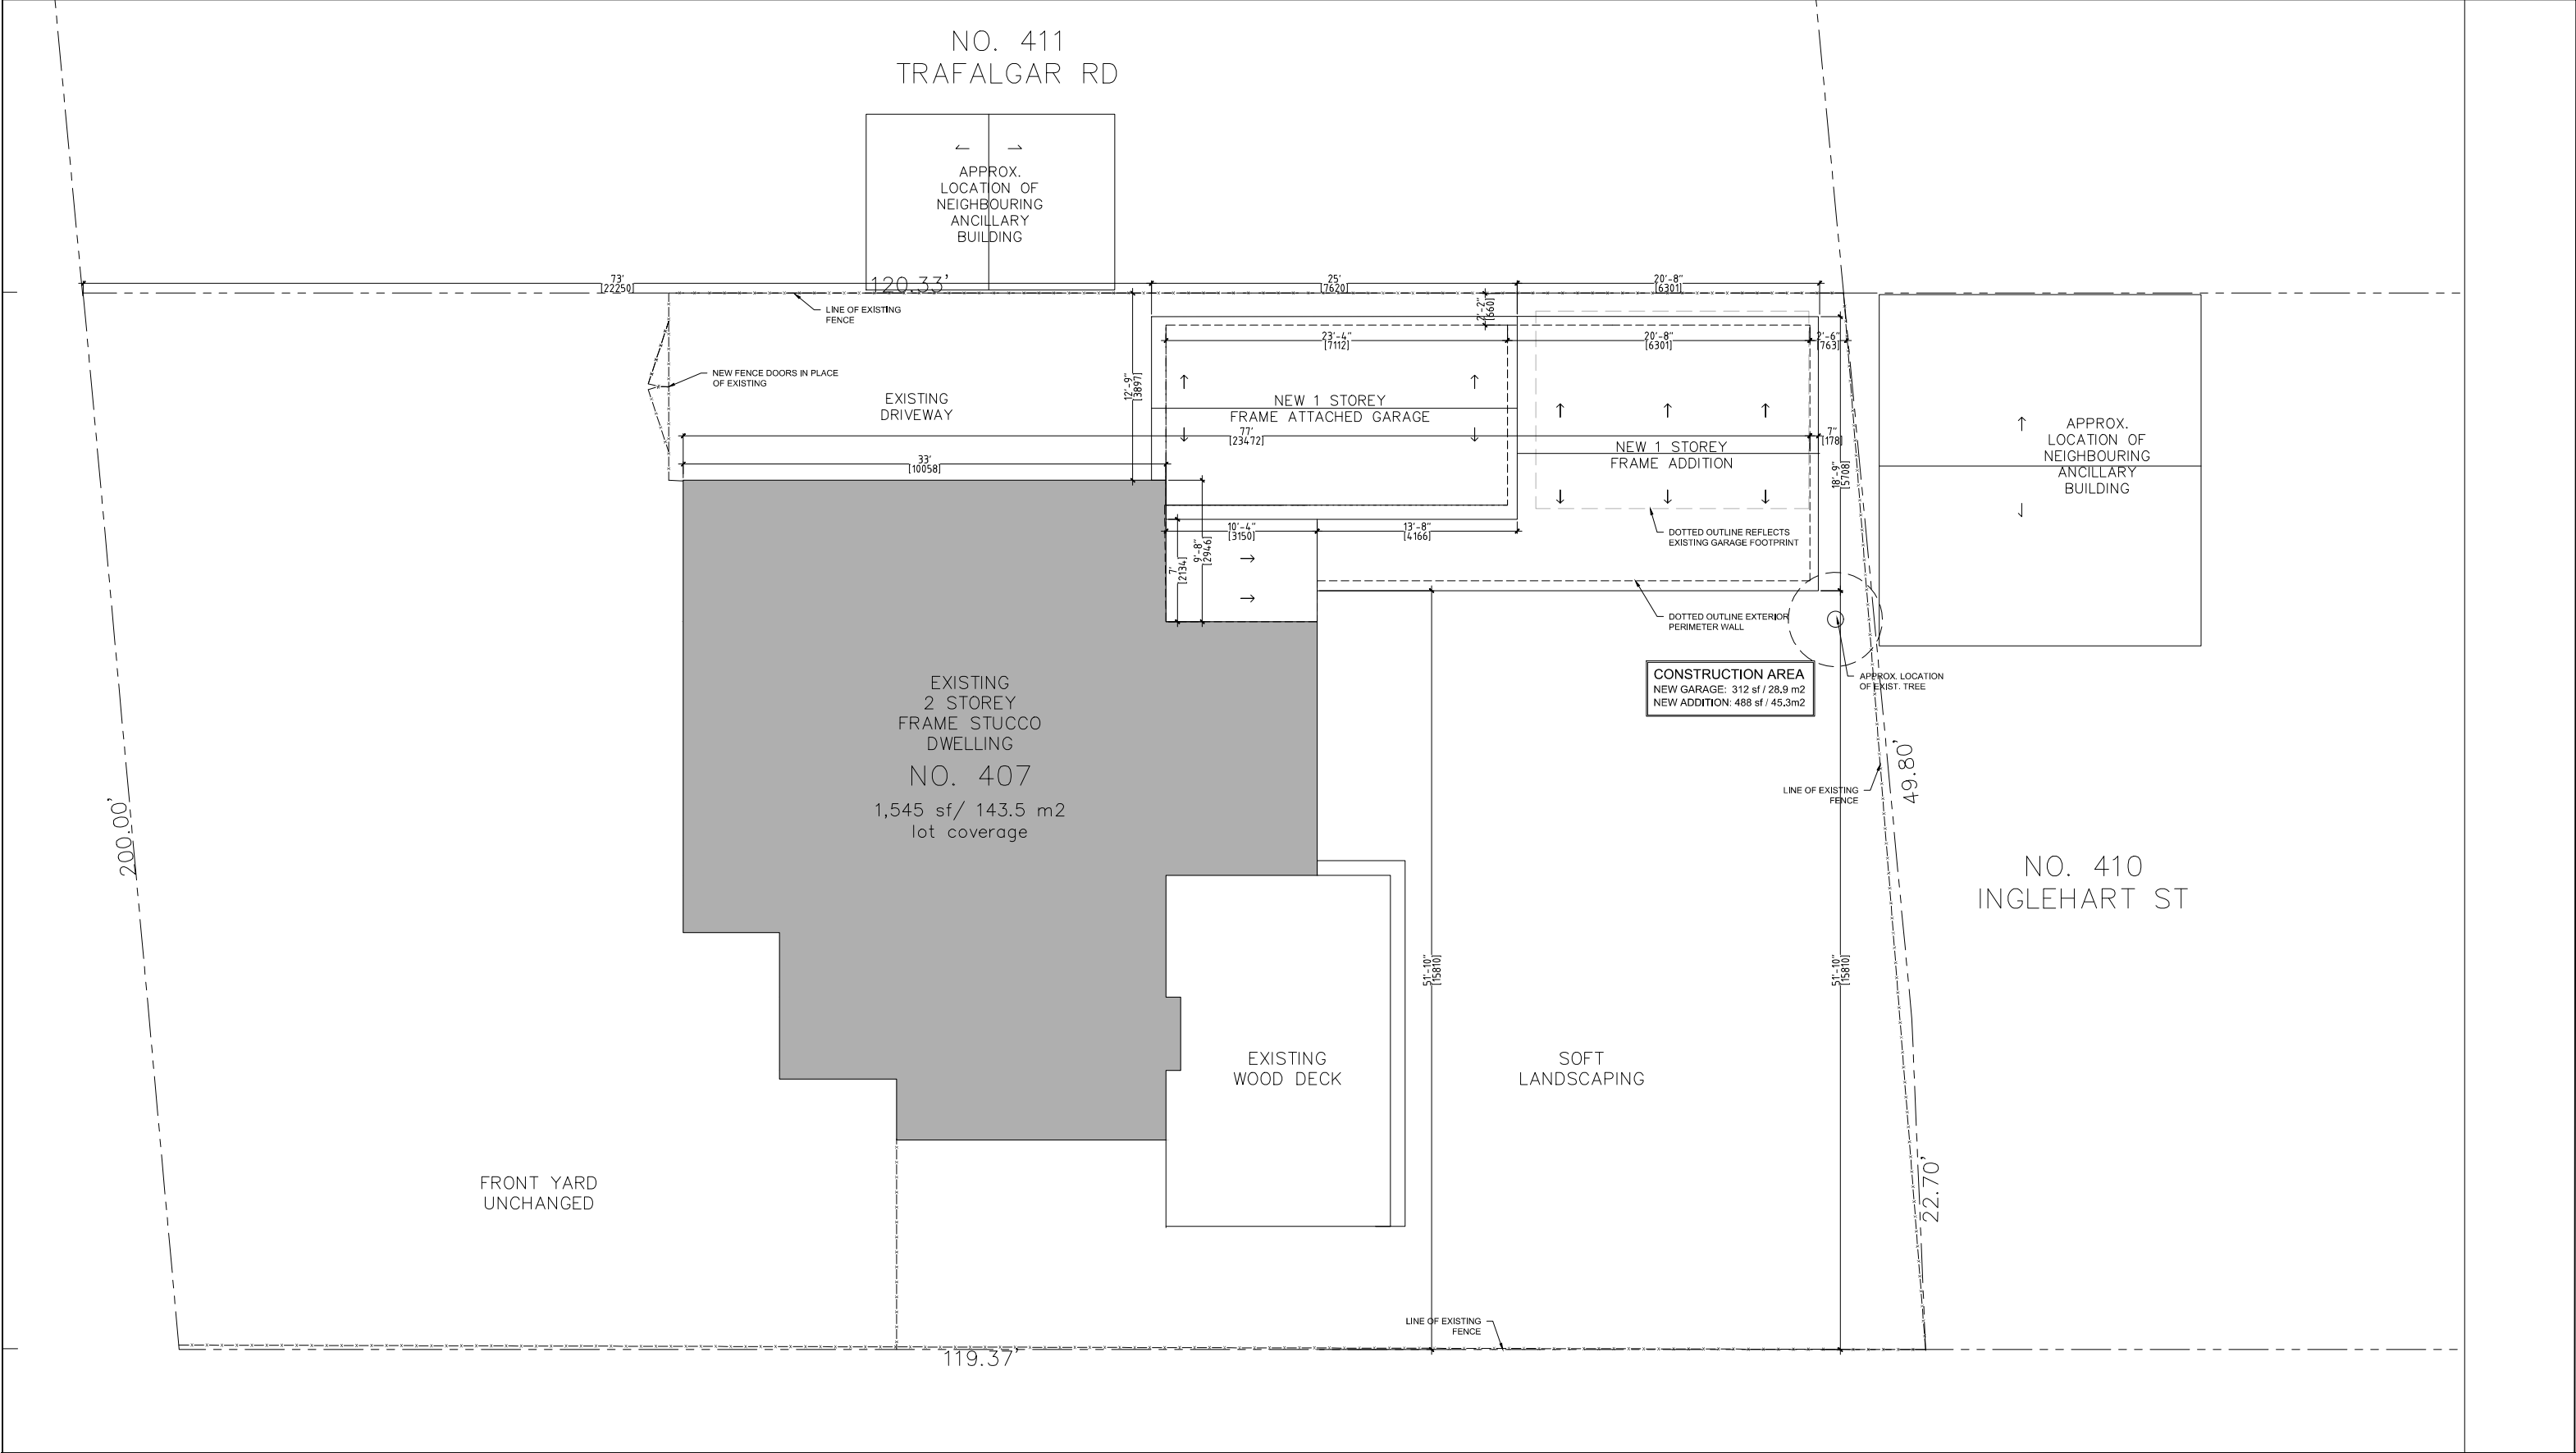 NO. 411
TRAFALGAR RD
APPROX.
LOCATION OF
NEIGHBOURING
ANCILLARY
BUILDING
73'
[22250]
120.33'
25'
[7620]
20'-8"
[6301]
LINE OF EXISTING
FENCE
2'-2"
[660]
23'-4"
[7112]
20'-8"
[6301]
2'-6"
[763]
NEW FENCE DOORS IN PLACE
OF EXISTING
12'-9"
[3897]
EXISTING
DRIVEWAY
NEW 1 STOREY
FRAME ATTACHED GARAGE
77'
[23472]
7"
[178]
33'
[10058]
NEW 1 STOREY
FRAME ADDITION
18'-9"
[5708]
APPROX.
LOCATION OF
NEIGHBOURING
ANCILLARY
BUILDING
10'-4"
[3150]
13'-8"
[4166]
DOTTED OUTLINE REFLECTS
EXISTING GARAGE FOOTPRINT
7'
[2134]
9'-8"
[2946]
DOTTED OUTLINE EXTERIOR
PERIMETER WALL
CONSTRUCTION AREA
NEW GARAGE: 312 sf / 28.9 m2
NEW ADDITION: 488 sf / 45.3m2
APPROX. LOCATION
OF EXIST. TREE
EXISTING
2 STOREY
FRAME STUCCO
DWELLING
NO. 407
1,545 sf/ 143.5 m2
lot coverage
200.00'
LINE OF EXISTING
FENCE
49.80'
NO. 410
INGLEHART ST
51'-10"
[15810]
51'-10"
[15810]
EXISTING
WOOD DECK
SOFT
LANDSCAPING
FRONT YARD
UNCHANGED
22.70'
LINE OF EXISTING
FENCE
119.37'